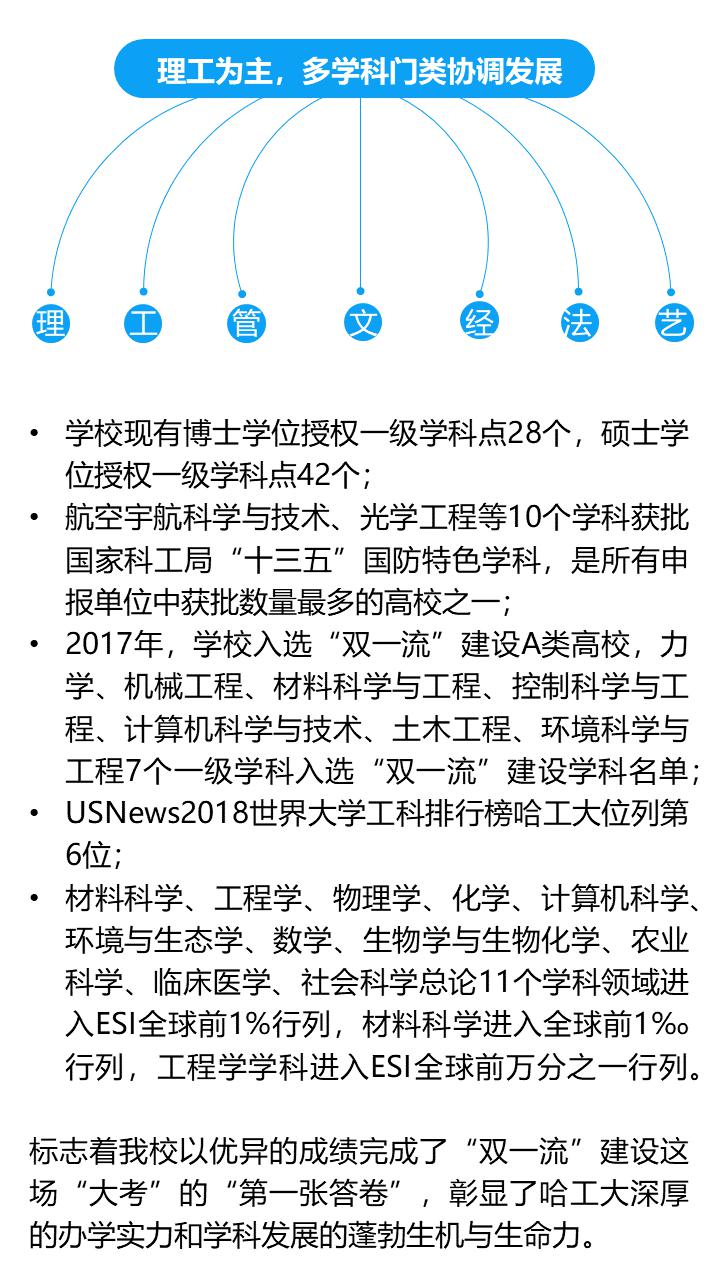 理工为主，多学科门类协调发展
理 工 管 文 经 法 艺
• 学校现有博士学位授权一级学科点28个，硕士学
位授权一级学科点42个；
• 航空宇航科学与技术、光学工程等10个学科获批
国家科工局“十三五”国防特色学科，是所有申
报单位中获批数量最多的高校之一；
• 2017年，学校入选“双一流”建设A类高校，力
学、机械工程、材料科学与工程、控制科学与工
程、计算机科学与技术、土木工程、环境科学与
工程7个一级学科入选“双一流”建设学科名单；
• USNews2018世界大学工科排行榜哈工大位列第
6位；
• 材料科学、工程学、物理学、化学、计算机科学、
环境与生态学、数学、生物学与生物化学、农业
科学、临床医学、社会科学总论11个学科领域进
入ESI全球前1%行列，材料科学进入全球前1‰
行列，工程学学科进入ESI全球前万分之一行列。
标志着我校以优异的成绩完成了“双一流”建设这
场“大考”的“第一张答卷”，彰显了哈工大深厚
的办学实力和学科发展的蓬勃生机与生命力。